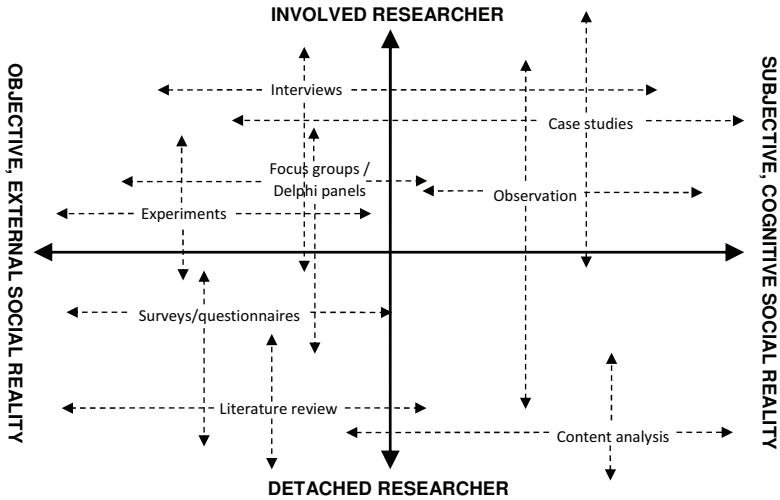 INVOLVED RESEARCHER
OBJECTIVE, EXTERNAL SOCIAL REALITY
SUBJECTIVE, COGNITIVE SOCIAL REALITY
Interviews
Case studies
Focus groups /
Delphi panels
Observation
Experiments
Surveys/questionnaires
Literature review
Content analysis
DETACHED RESEARCHER